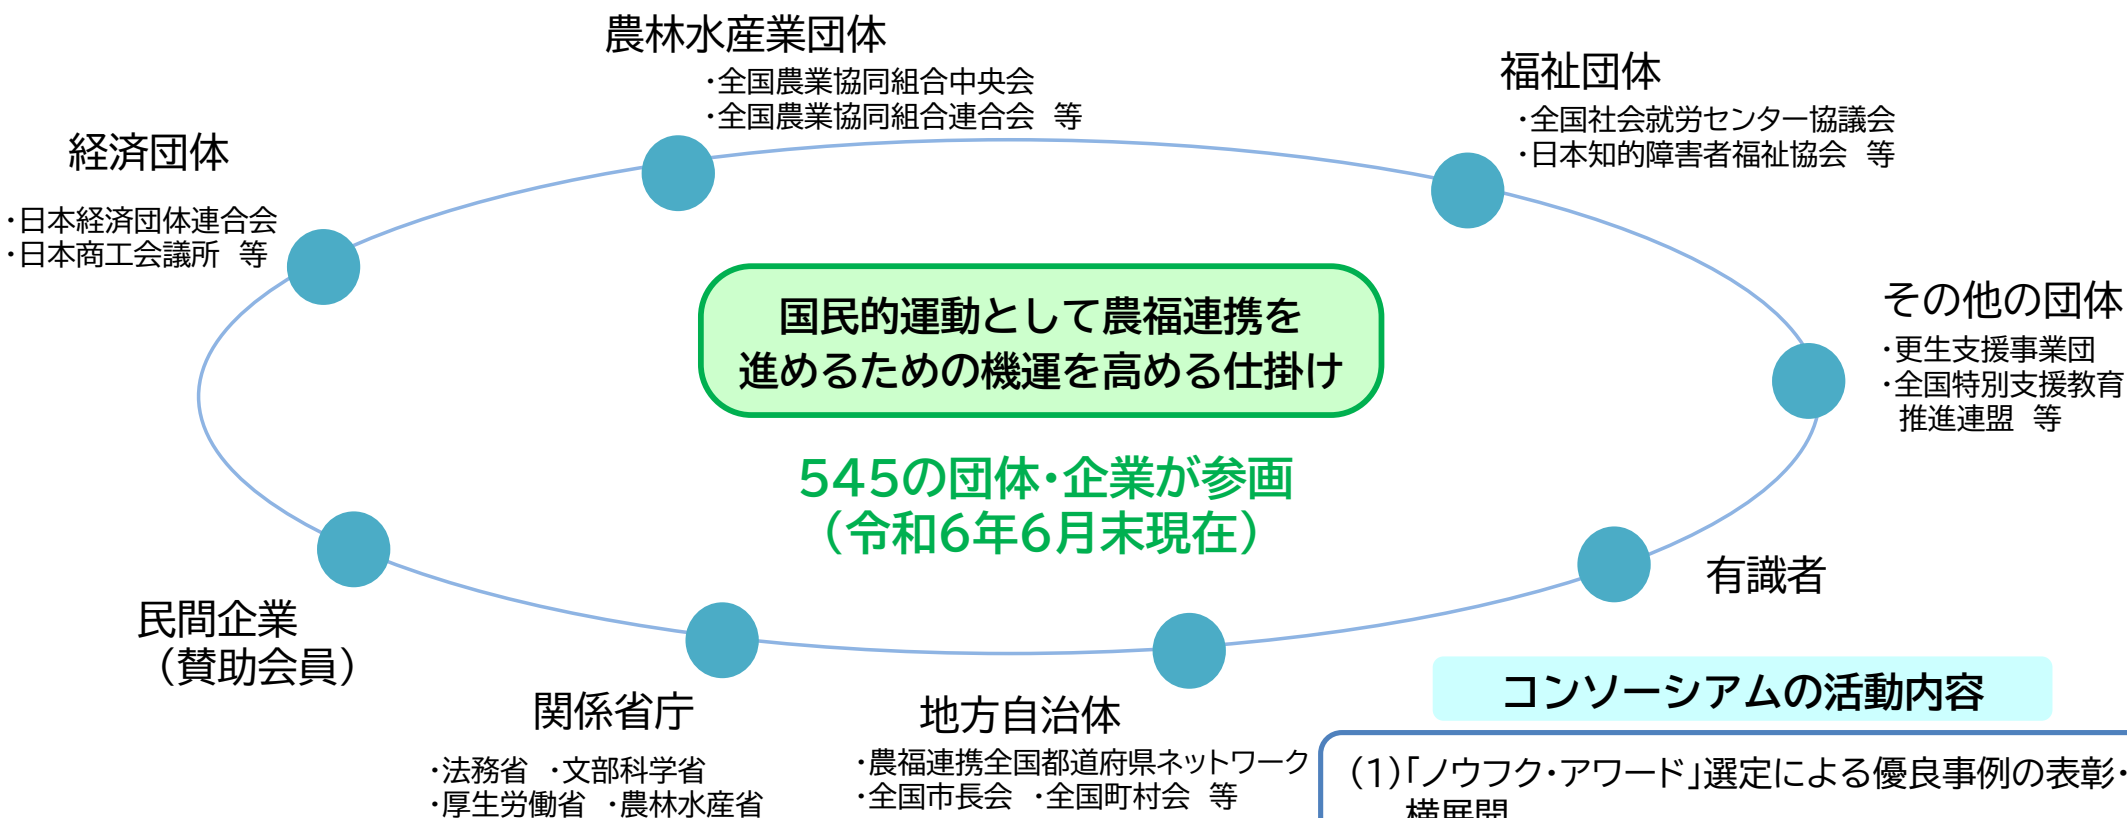 農林水産業団体
・全国農業協同組合中央会
・全国農業協同組合連合会 等
福祉団体
・全国社会就労センター協議会
・日本知的障害者福祉協会 等
経済団体
・日本経済団体連合会
・日本商工会議所 等
その他の団体
・更生支援事業団
・全国特別支援教育
推進連盟 等
国民的運動として農福連携を
進めるための機運を高める仕掛け
545の団体・企業が参画
（令和6年6月末現在）
有識者
民間企業
（賛助会員）
関係省庁
・法務省 ・文部科学省
・厚生労働省 ・農林水産省
地方自治体
・農福連携全国都道府県ネットワーク
・全国市長会 ・全国町村会 等
コンソーシアムの活動内容
（1）「ノウフク・アワード」選定による優良事例の表彰・
横展開